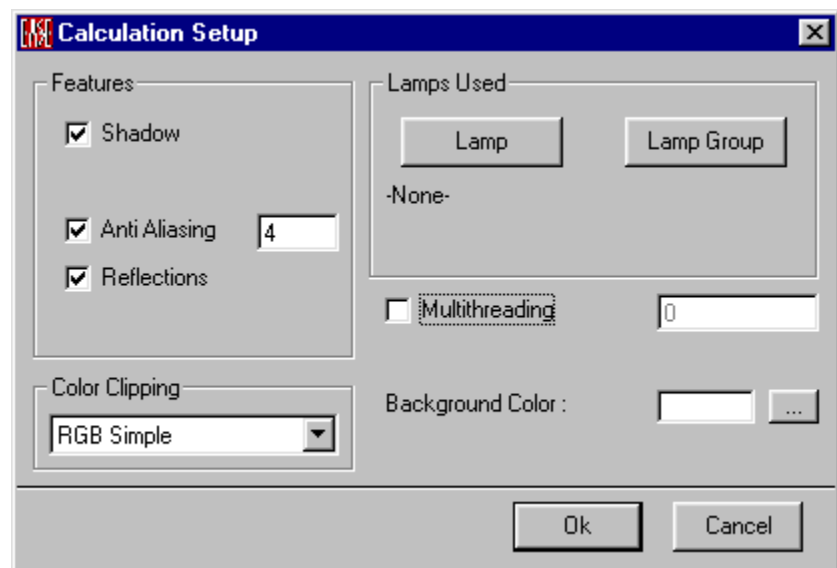 Calculation Setup
Features
Shadow
Anti Aliasing 4
Reflections
Color Clipping
RGB Simple
Lamps Used
Lamp Lamp Group
-None-
Multithreading 0
Background Color :
...
Ok Cancel